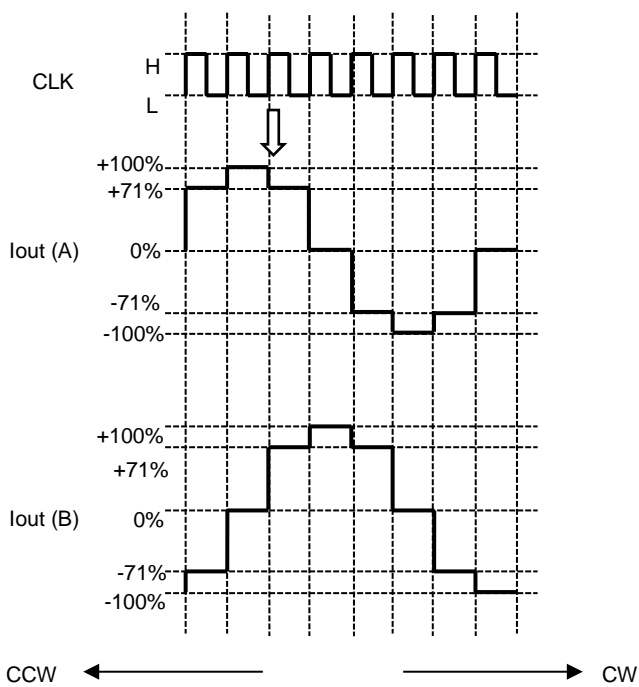 CLK
H
L
Iout (A)
+100%
+71%
0%
-71%
-100%
Iout (B)
+100%
+71%
0%
-71%
-100%
CCW
CW